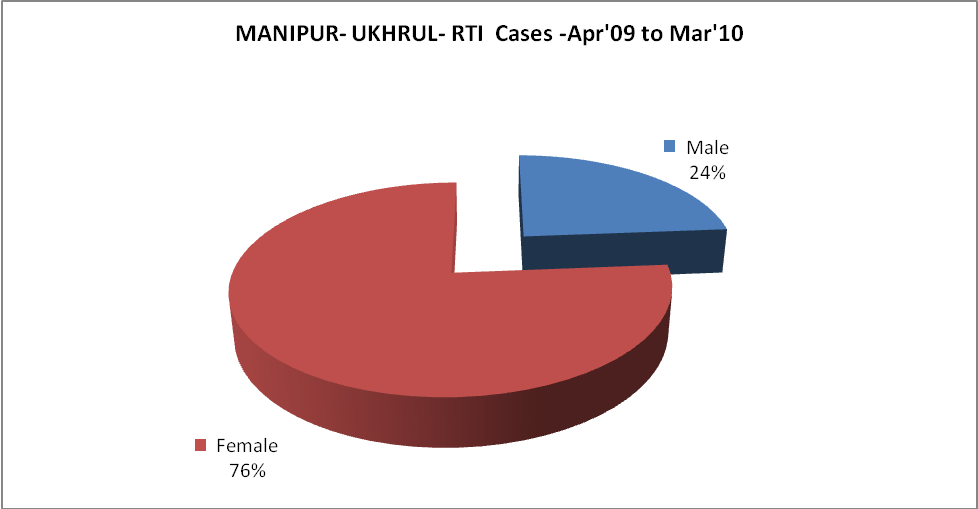 MANIPUR- UKHRUL- RTI  Cases -Apr'09 to Mar'10
Male
24%
Female
76%